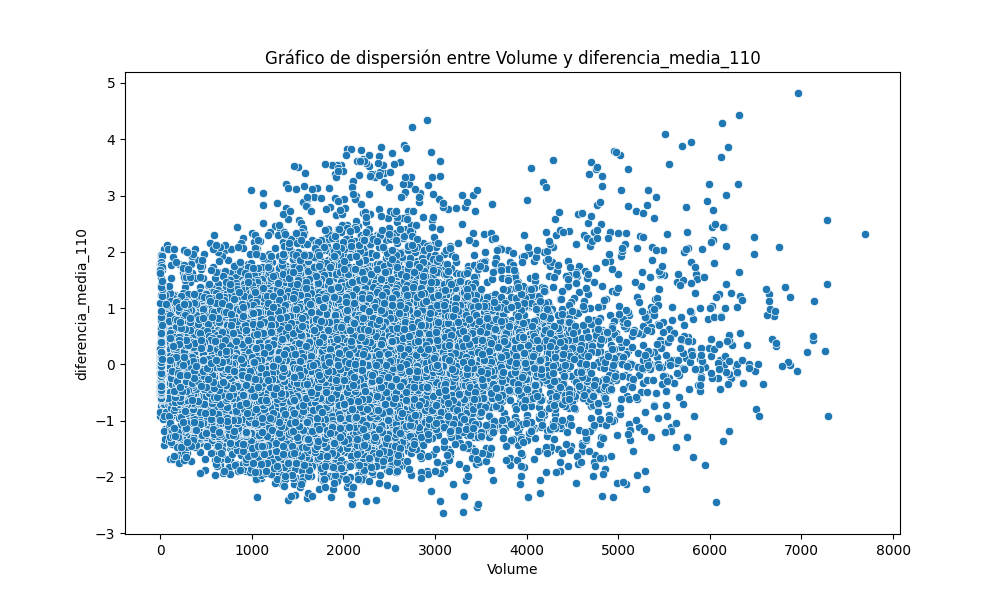 Gráfico de dispersión entre Volume y diferencia_media_110
diferencia_media_110
5
4
3
2
1
0
−1
−2
−3
0 1000 2000 3000 4000 5000 6000 7000 8000
Volume